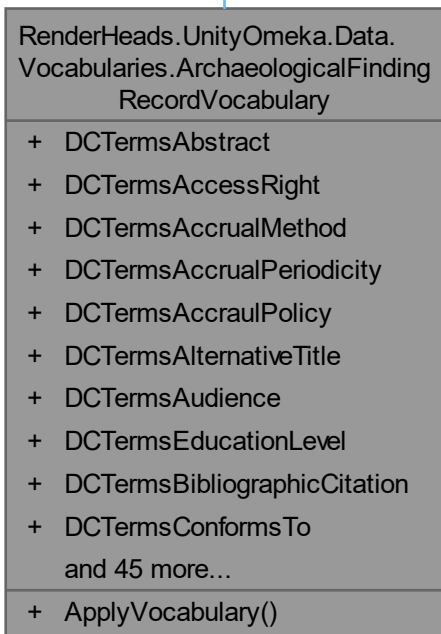 RenderHeads.UnityOmeka.Data.
Vocabularies.ArchaeologicalFinding
RecordVocabulary
+ DCTermsAbstract
+ DCTermsAccessRight
+ DCTermsAccrualMethod
+ DCTermsAccrualPeriodicity
+ DCTermsAccraulPolicy
+ DCTermsAlternativeTitle
+ DCTermsAudience
+ DCTermsEducationLevel
+ DCTermsBibliographicCitation
+ DCTermsConformsTo
and 45 more...
+ ApplyVocabulary()